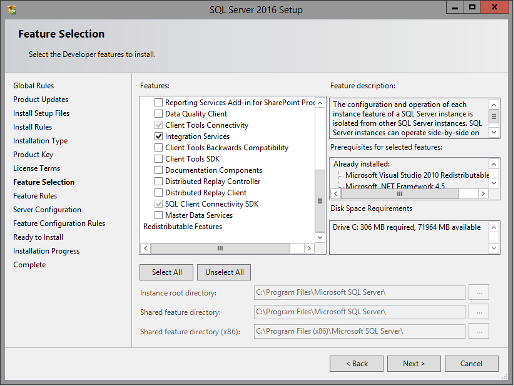 SQL Server 2016 Setup
Feature Selection
Select the Developer features to install.
Global Rules
Product Updates
Install Setup Files
Install Rules
Installation Type
Product Key
License Terms
Feature Selection
Feature Rules
Server Configuration
Feature Configuration Rules
Ready to Install
Installation Progress
Complete
Features:
Reporting Services Add-in for SharePoint Proc
Data Quality Client
Client Tools Connectivity
Integration Services
Client Tools Backwards Compatibility
Client Tools SDK
Documentation Components
Distributed Replay Controller
Distributed Replay Client
SQL Client Connectivity SDK
Master Data Services
Redistributable Features
Select All
Unselect All
Feature description:
The configuration and operation of each
instance feature of a SQL Server instance is
isolated from other SQL Server instances. SQL
Server instances can operate side-by-side on
Prerequisites for selected features:
Already installed:
Microsoft Visual Studio 2010 Redistributable
Microsoft .NET Framework 4.5
Disk Space Requirements
Drive C: 306 MB required, 71964 MB available
Instance root directory:
C:\Program Files\Microsoft SQL Server\
...
Shared feature directory:
C:\Program Files\Microsoft SQL Server\
...
Shared feature directory (x86):
C:\Program Files (x86)\Microsoft SQL Server\
...
< Back
Next >
Cancel